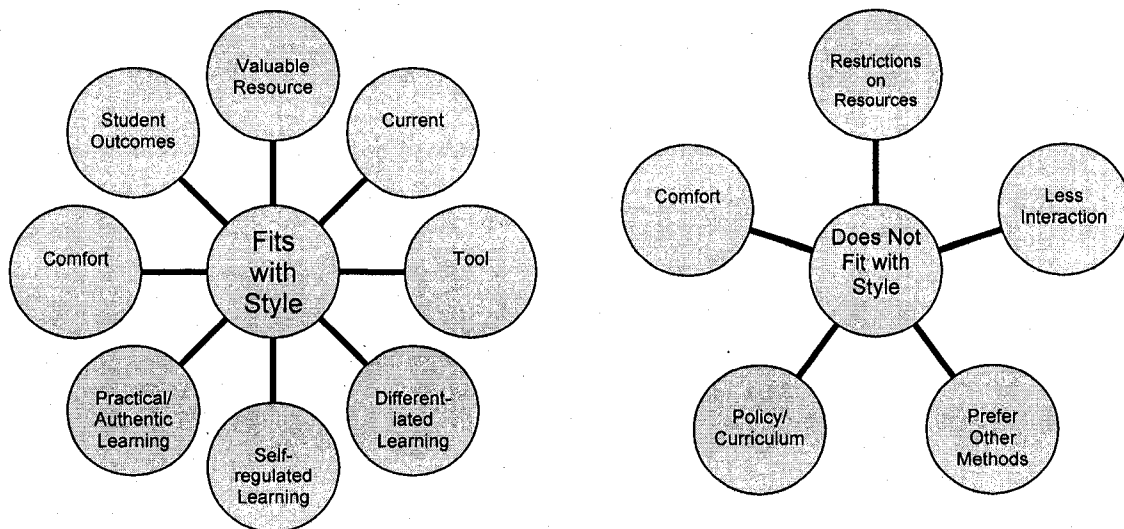 Valuable
Resource
Current
Tool
Different-
iated
Learning
Self-
regulated
Learning
Practical/
Authentic
Learning
Comfort
Student
Outcomes
Fits
with
Style
Restrictions
on
Resources
Less
Interaction
Prefer
Other
Methods
Policy/
Curriculum
Comfort
Does Not
Fit with
Style